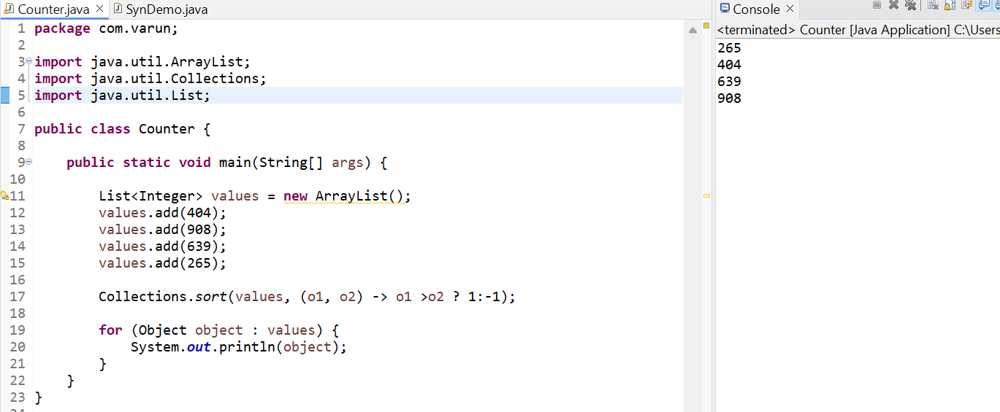 Counter.java
SynDemo.java
1 package com.varun;
2
3 import java.util.ArrayList;
4 import java.util.Collections;
5 import java.util.List;
6
7 public class Counter {
8
9     public static void main(String[] args) {
10
11         List<Integer> values = new ArrayList();
12         values.add(404);
13         values.add(908);
14         values.add(639);
15         values.add(265);
16
17         Collections.sort(values, (o1, o2) -> o1 >o2 ? 1:-1);
18
19         for (Object object : values) {
20             System.out.println(object);
21         }
22     }
23 }
Console
<terminated> Counter [Java Application] C:\Users
265
404
639
908